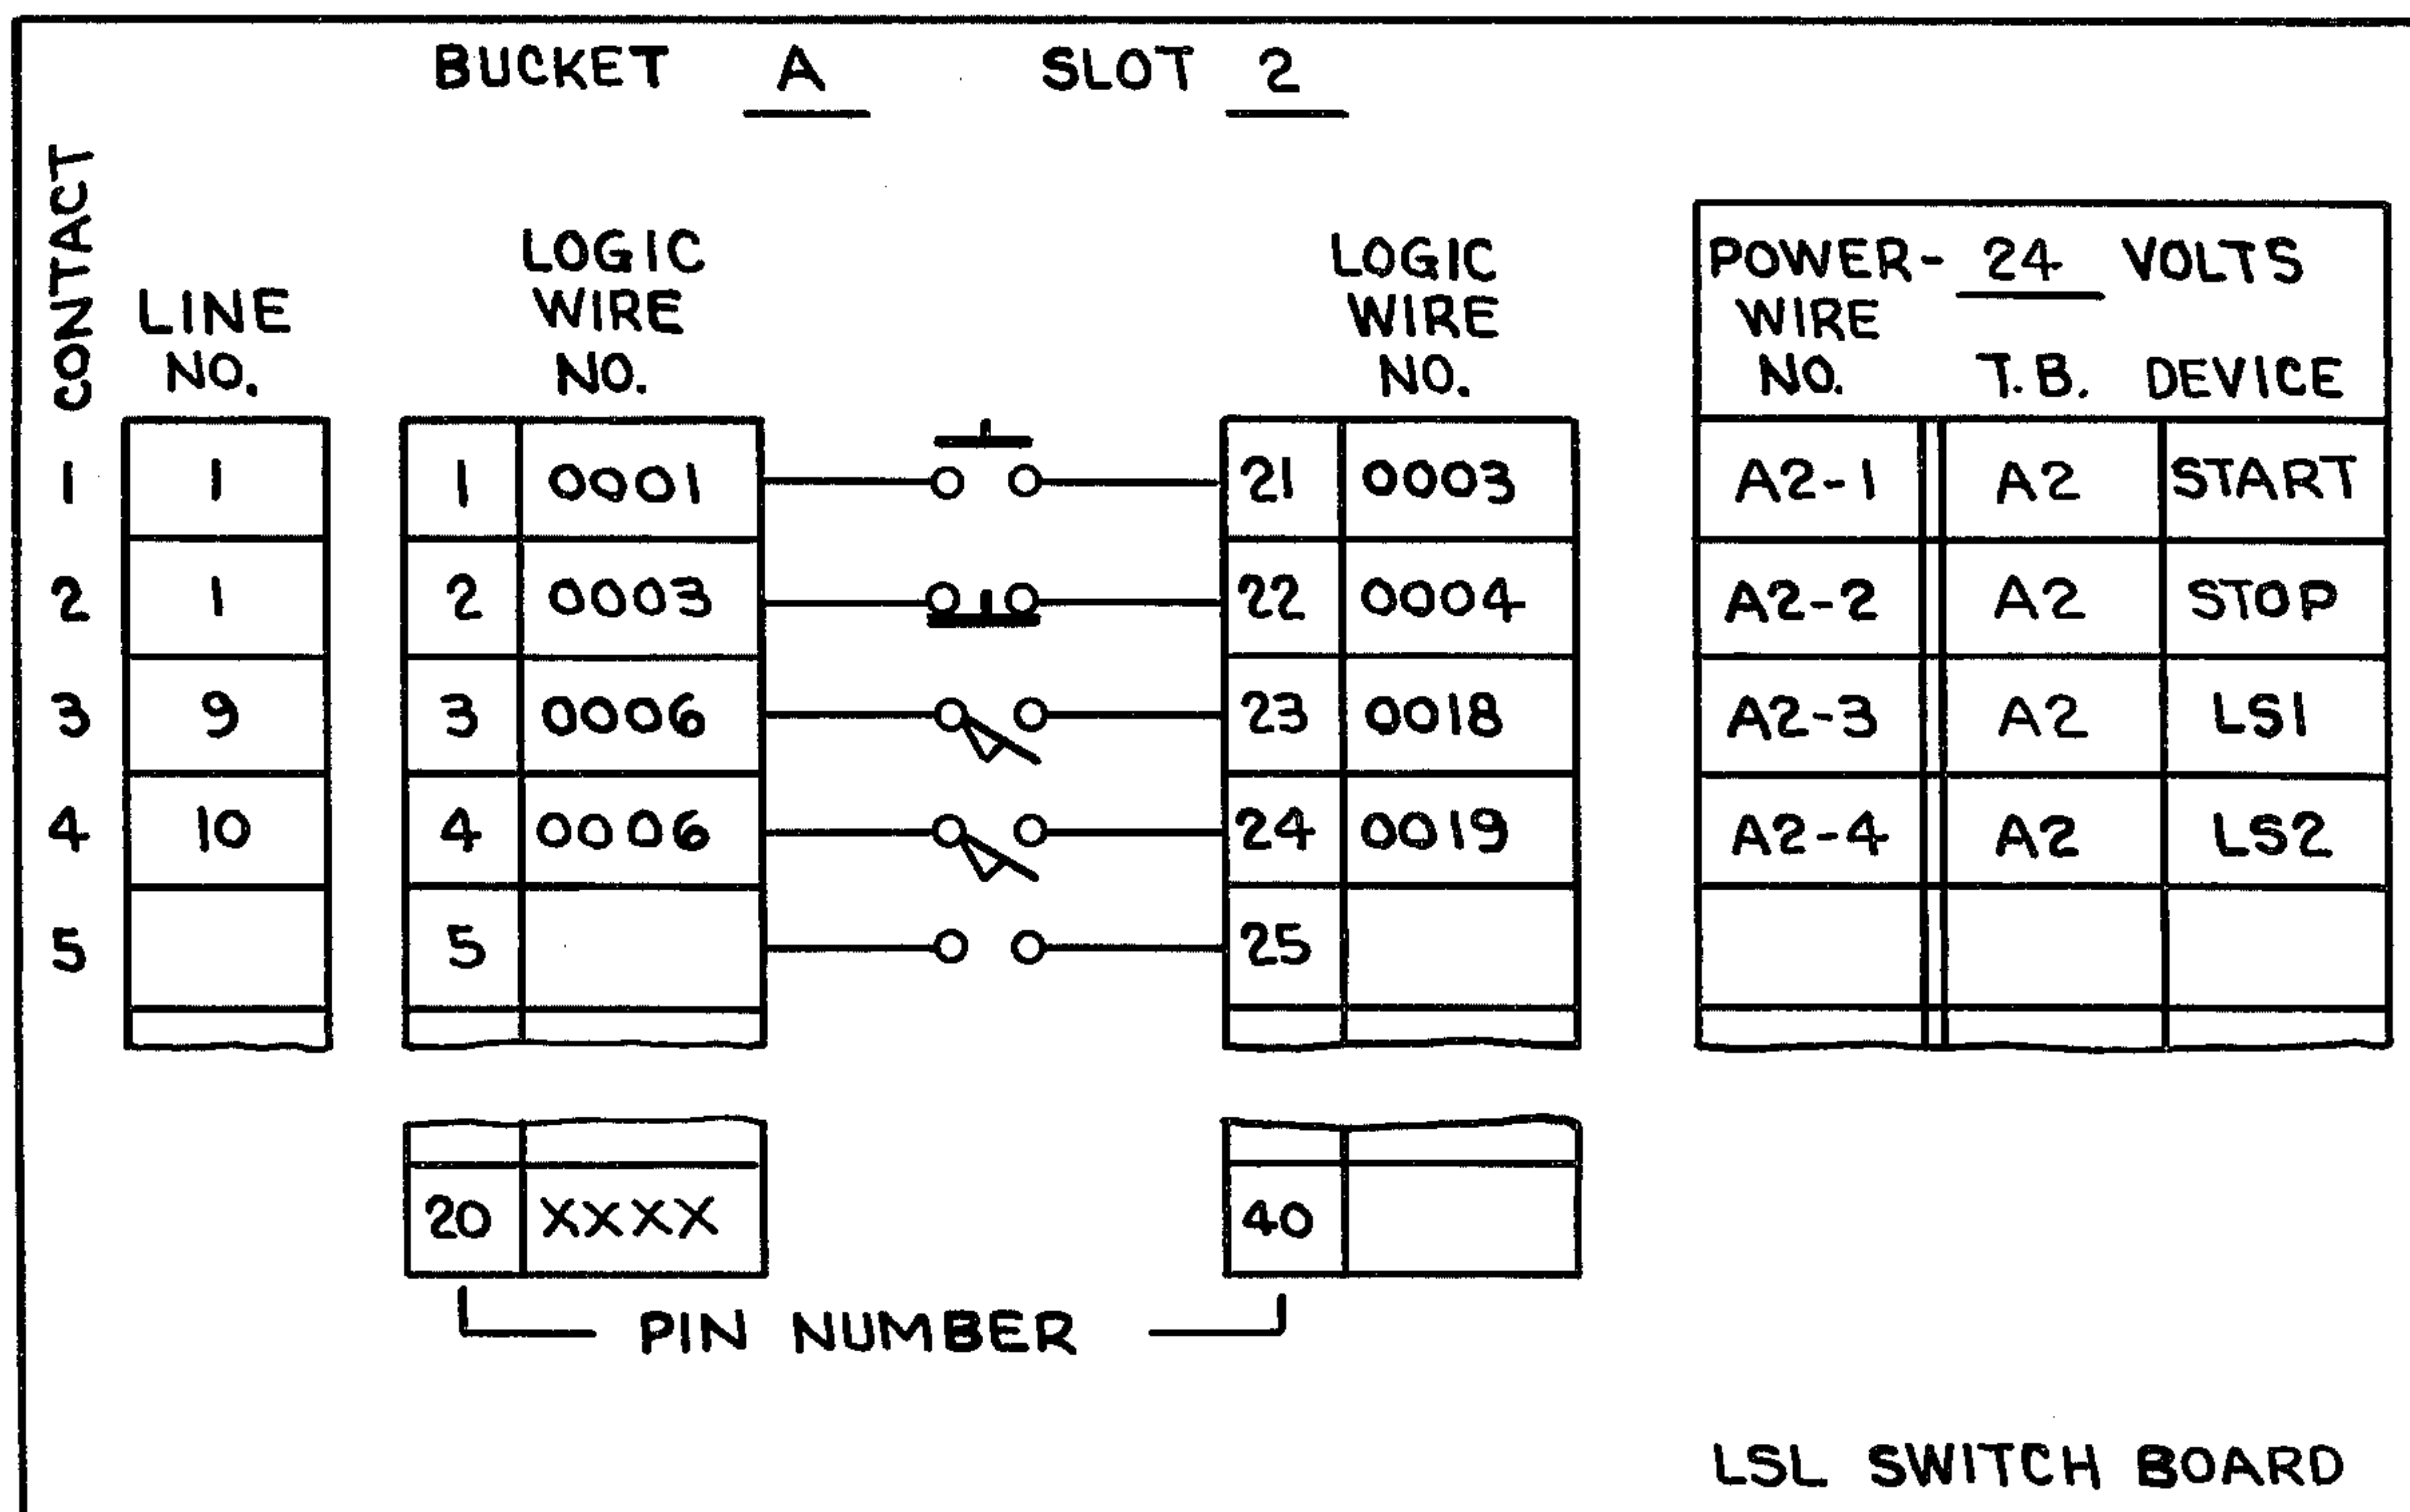 BUCKET A SLOT 2
CONTACT
LINE NO.
LOGIC WIRE NO.
LOGIC WIRE NO.
POWER- 24 VOLTS
WIRE NO. T.B. DEVICE
1 1 1 0001 21 0003 A2-1 A2 START
2 1 2 0003 22 0004 A2-2 A2 STOP
3 9 3 0006 23 0018 A2-3 A2 LS1
4 10 4 0006 24 0019 A2-4 A2 LS2
5 5 25
20 XXXX 40
PIN NUMBER
LSL SWITCH BOARD